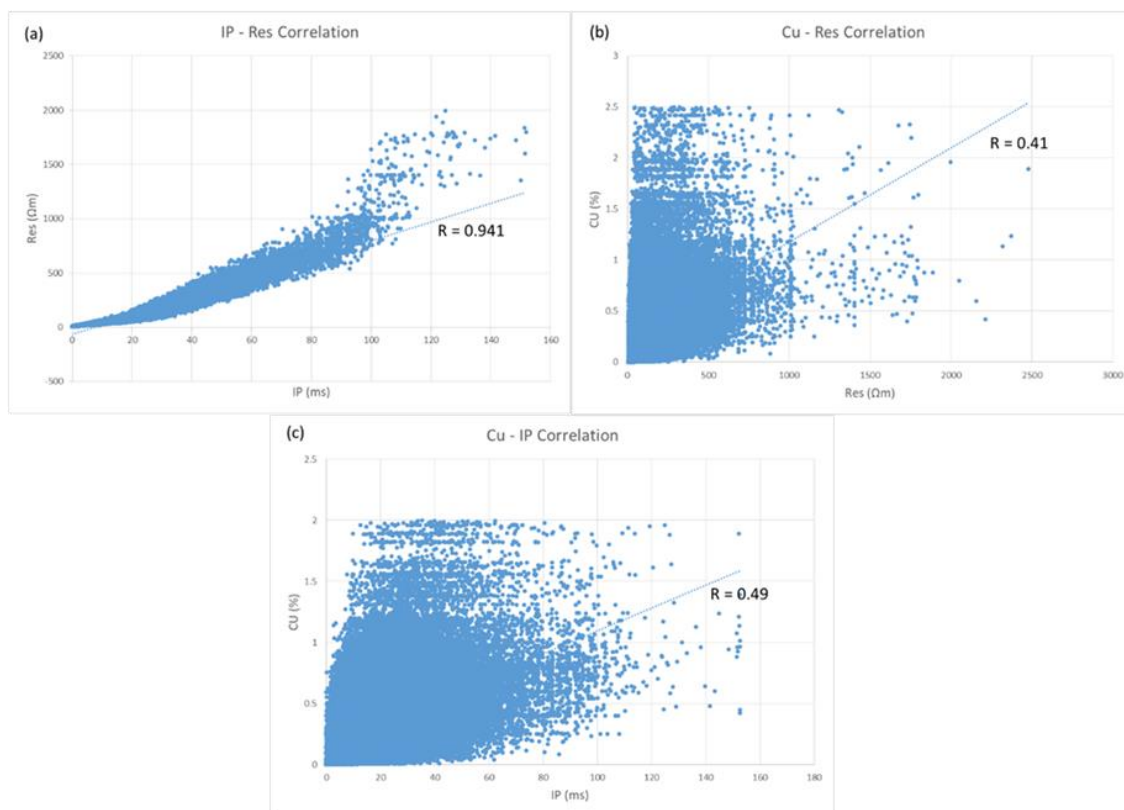 (a)
IP - Res Correlation
2500
2000
1500
1000
500
0
-500
Res (Ωm)
R = 0.941
0 20 40 60 80 100 120 140 160
IP (ms)
(b)
Cu - Res Correlation
3
2.5
2
1.5
1
0.5
0
CU (%)
R = 0.41
0 500 1000 1500 2000 2500 3000
Res (Ωm)
(c)
Cu - IP Correlation
2.5
2
1.5
1
0.5
0
CU (%)
R = 0.49
0 20 40 60 80 100 120 140 160 180
IP (ms)